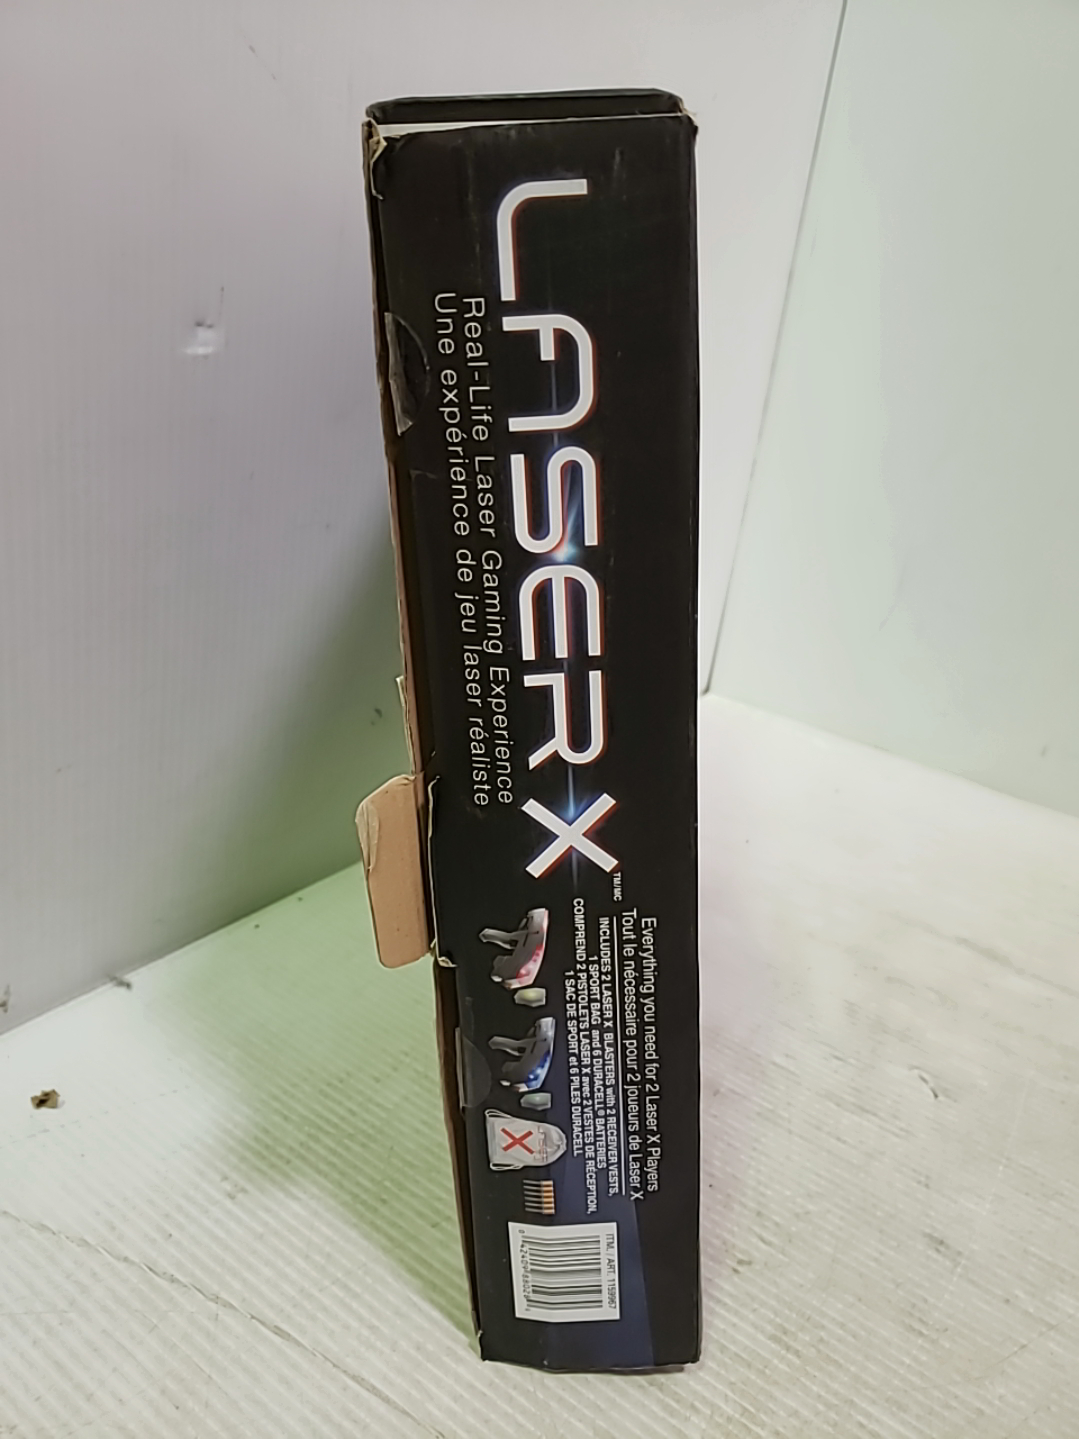 LASER X TM/MC
Real-Life Laser Gaming Experience
Une expérience de jeu laser réaliste
Everything you need for 2 Laser X Players
Tout le nécessaire pour 2 joueurs de Laser X
INCLUDES 2 LASER X BLASTERS with 2 RECEIVER VESTS,
1 SPORT BAG and 6 DURACELL® BATTERIES
COMPREND 2 PISTOLETS LASER X avec 2 VESTES DE RÉCEPTION,
1 SAC DE SPORT et 6 PILES DURACELL
X
ITM. / ART. 1159967